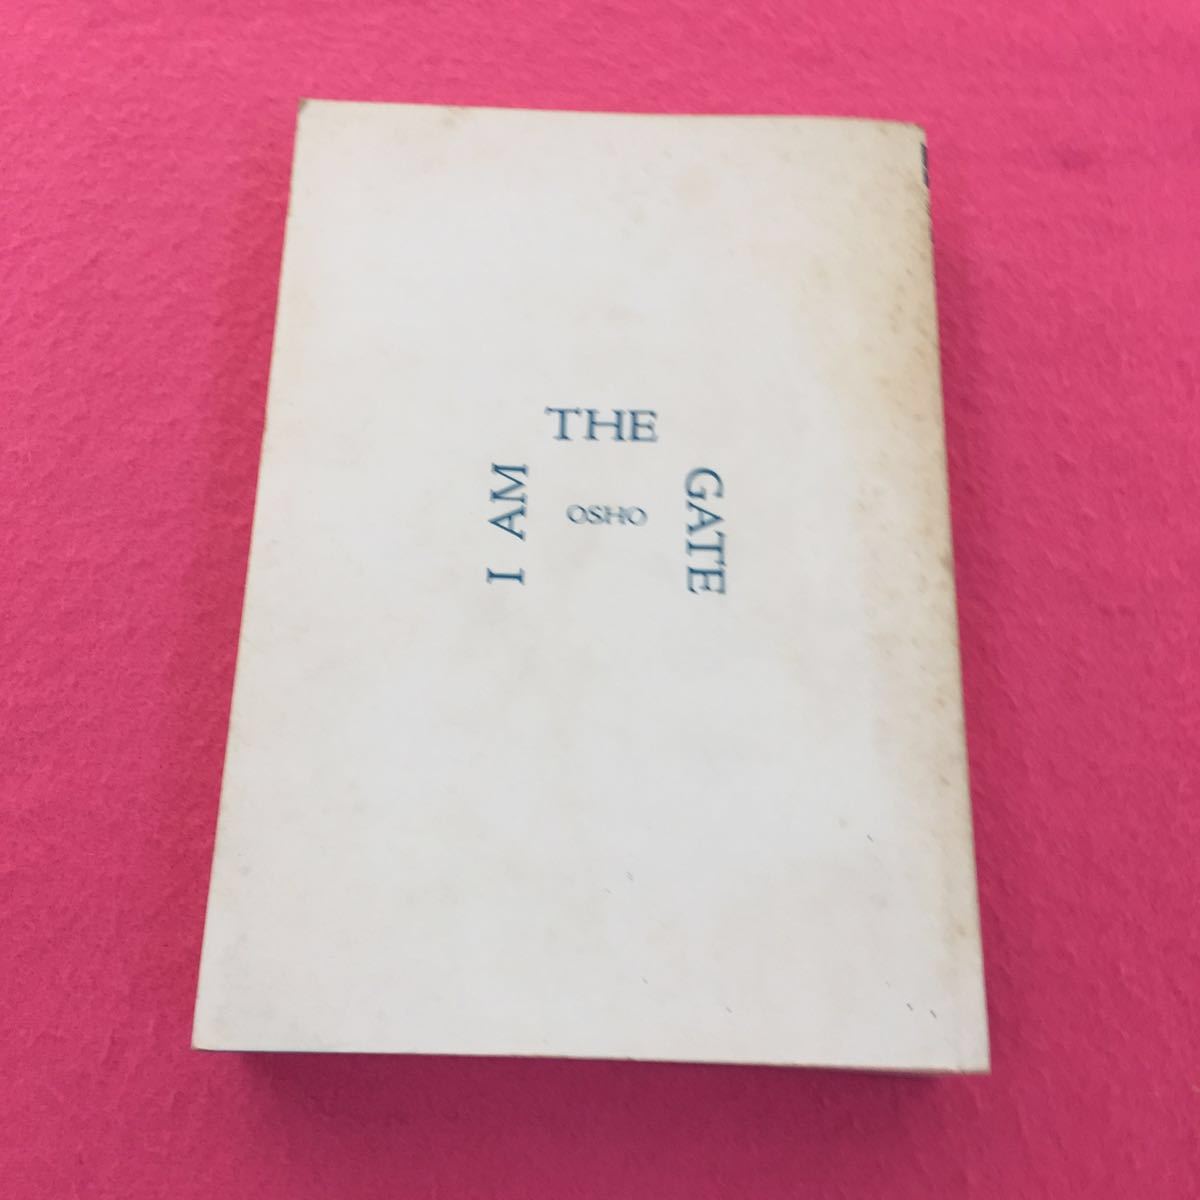 I AM
THE
GATE
OSHO